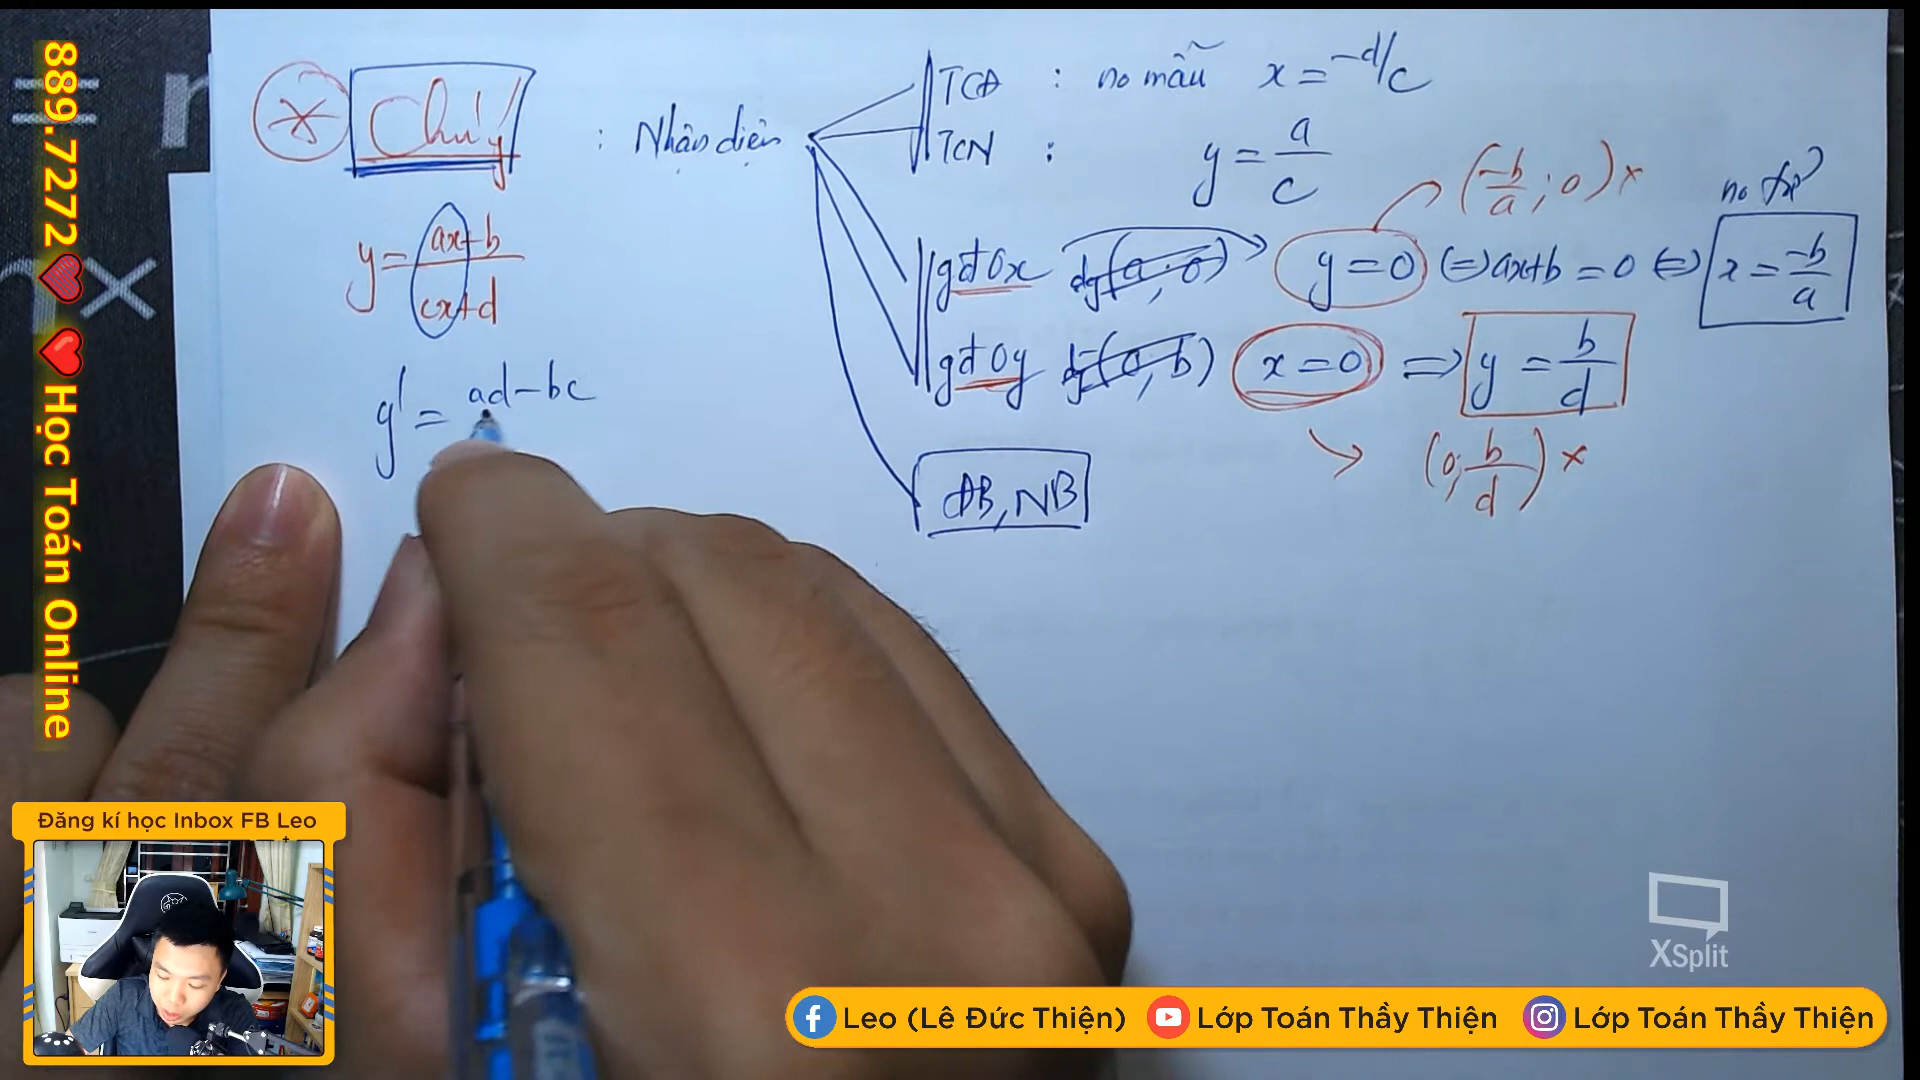 889.7272 ❤ ❤ Học Toán Online
Chú ý : Nhận diện
TCĐ : no mẫu x = -d/c
TCN : y = a/c
y = ax+b / cx+d
gđ Ox y = 0 ⇔ ax+b = 0 ⇔ x = -b/a
(-b/a ; 0)
no tử
gđ Oy x = 0 ⇒ y = b/d
(0; b/d)
ĐB, NB
y' = ad-bc
Đăng kí học Inbox FB Leo
XSplit
Leo (Lê Đức Thiện) Lớp Toán Thầy Thiện Lớp Toán Thầy Thiện